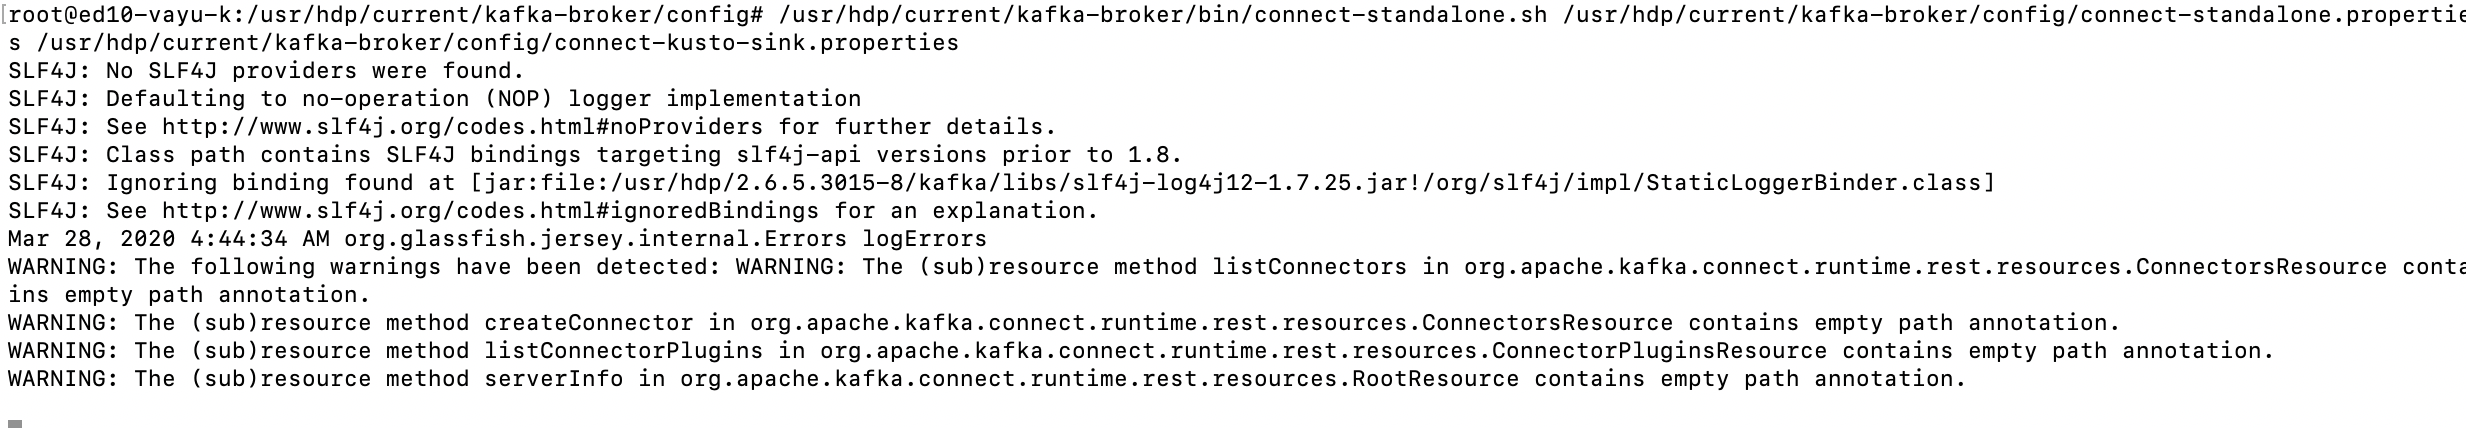 [root@ed10-vayu-k:/usr/hdp/current/kafka-broker/config# /usr/hdp/current/kafka-broker/bin/connect-standalone.sh /usr/hdp/current/kafka-broker/config/connect-standalone.propertie
s /usr/hdp/current/kafka-broker/config/connect-kusto-sink.properties
SLF4J: No SLF4J providers were found.
SLF4J: Defaulting to no-operation (NOP) logger implementation
SLF4J: See http://www.slf4j.org/codes.html#noProviders for further details.
SLF4J: Class path contains SLF4J bindings targeting slf4j-api versions prior to 1.8.
SLF4J: Ignoring binding found at [jar:file:/usr/hdp/2.6.5.3015-8/kafka/libs/slf4j-log4j12-1.7.25.jar!/org/slf4j/impl/StaticLoggerBinder.class]
SLF4J: See http://www.slf4j.org/codes.html#ignoredBindings for an explanation.
Mar 28, 2020 4:44:34 AM org.glassfish.jersey.internal.Errors logErrors
WARNING: The following warnings have been detected: WARNING: The (sub)resource method listConnectors in org.apache.kafka.connect.runtime.rest.resources.ConnectorsResource conta
ins empty path annotation.
WARNING: The (sub)resource method createConnector in org.apache.kafka.connect.runtime.rest.resources.ConnectorsResource contains empty path annotation.
WARNING: The (sub)resource method listConnectorPlugins in org.apache.kafka.connect.runtime.rest.resources.ConnectorPluginsResource contains empty path annotation.
WARNING: The (sub)resource method serverInfo in org.apache.kafka.connect.runtime.rest.resources.RootResource contains empty path annotation.